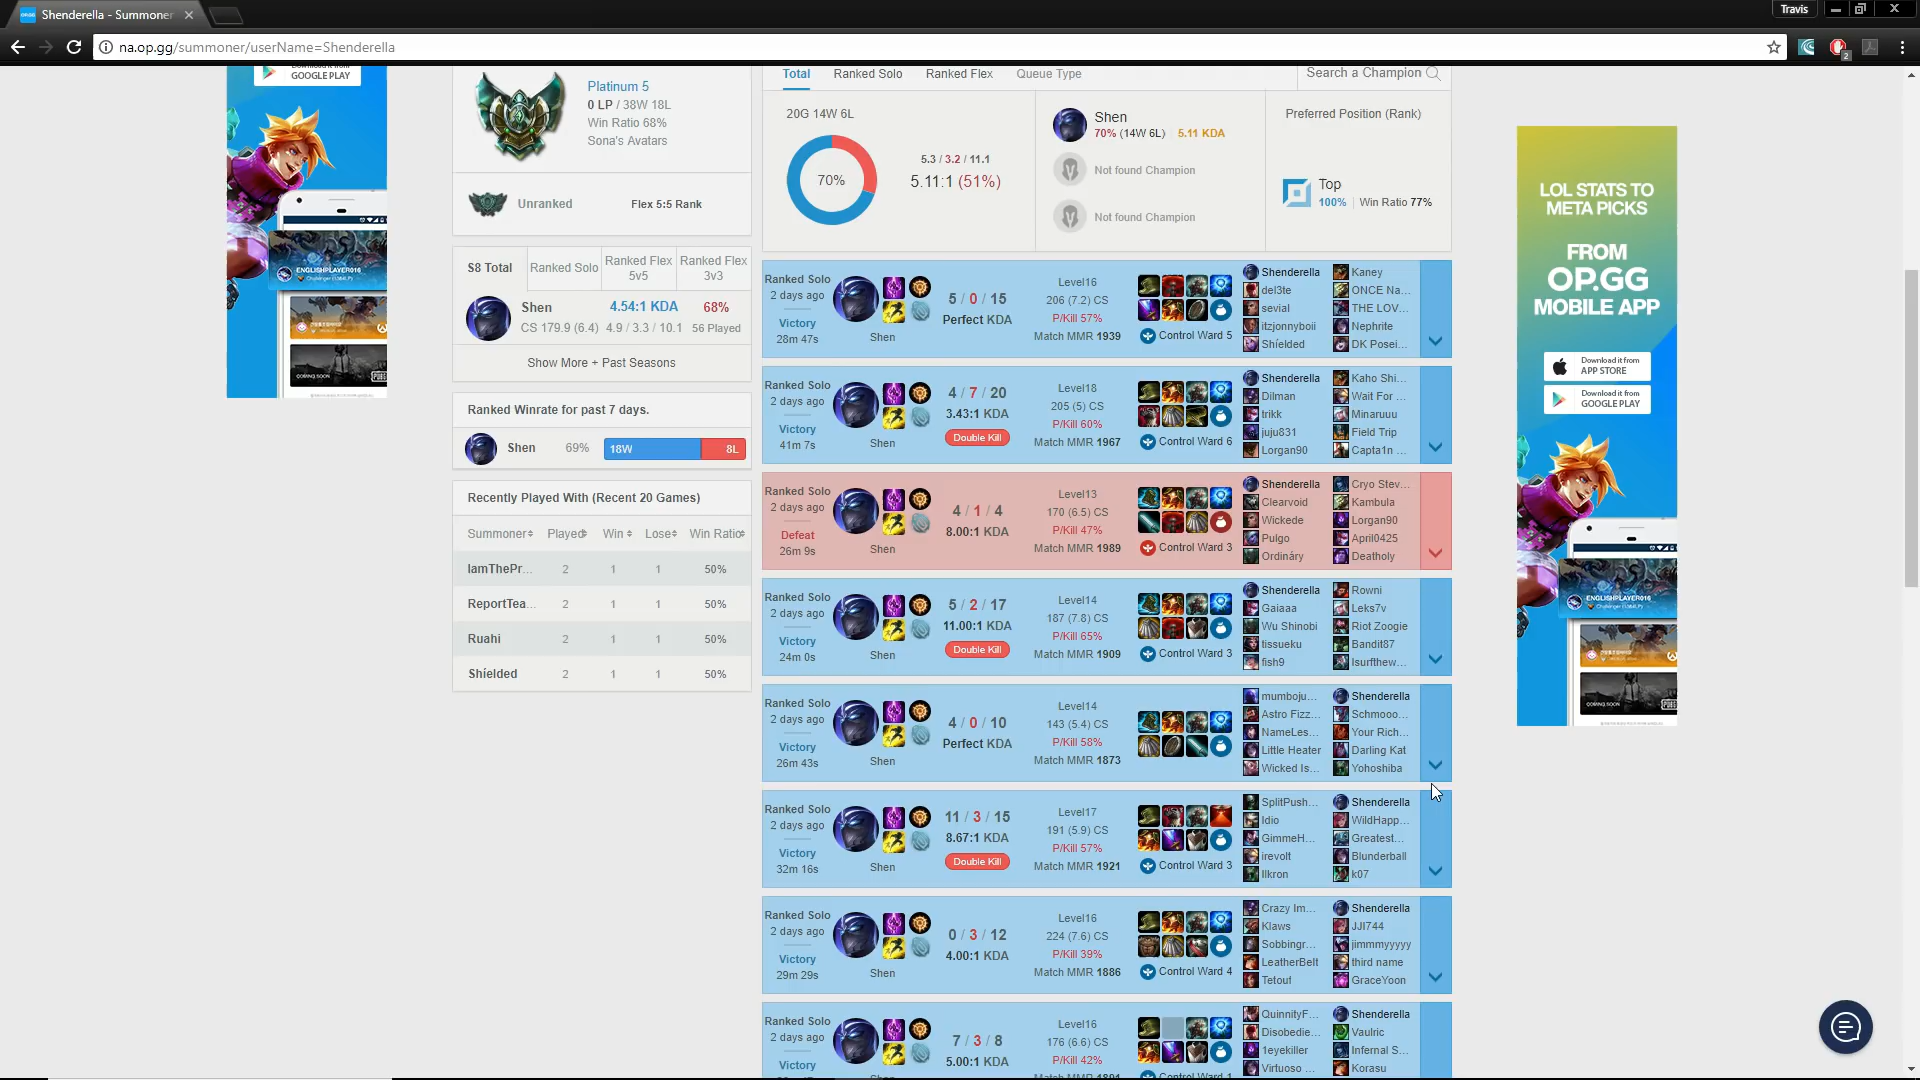 Shenderella - Summoner
Travis
na.op.gg/summoner/userName=Shenderella
2
GOOGLE PLAY
ENGLISHPLAYER016
COMING SOON
Platinum 5
0 LP / 38W 18L
Win Ratio 68%
Sona's Avatars
Unranked
Flex 5:5 Rank
S8 Total
Ranked Solo
Ranked Flex 5v5
Ranked Flex 3v3
Shen
4.54:1 KDA
68%
CS 179.9 (6.4)
4.9 / 3.3 / 10.1
56 Played
Show More + Past Seasons
Ranked Winrate for past 7 days.
Shen
69%
18W
8L
Recently Played With (Recent 20 Games)
Summoner Played Win Lose Win Ratio
IamThePr... 2 1 1 50%
ReportTea... 2 1 1 50%
Ruahi 2 1 1 50%
Shíelded 2 1 1 50%
Total
Ranked Solo
Ranked Flex
Queue Type
Search a Champion
20G 14W 6L
70%
5.3 / 3.2 / 11.1
5.11:1 (51%)
Shen
70% (14W 6L) 5.11 KDA
Not found Champion
Not found Champion
Preferred Position (Rank)
Top
100% Win Ratio 77%
Ranked Solo
2 days ago
Victory
28m 47s
Shen
5 / 0 / 15
Perfect KDA
Level16
206 (7.2) CS
P/Kill 57%
Match MMR 1939
Control Ward 5
Shenderella Kaney
del3te ONCE Na...
sevial THE LOV...
itzjonnyboii Nephrite
Shíelded DK Posei...
Ranked Solo
2 days ago
Victory
41m 7s
Shen
4 / 7 / 20
3.43:1 KDA
Double Kill
Level18
205 (5) CS
P/Kill 60%
Match MMR 1967
Control Ward 6
Shenderella Kaho Shi...
Dilman Wait For ...
trikk Minaruuu
juju831 Field Trip
Lorgan90 Capta1n ...
Ranked Solo
2 days ago
Defeat
26m 9s
Shen
4 / 1 / 4
8.00:1 KDA
Level13
170 (6.5) CS
P/Kill 47%
Match MMR 1989
Control Ward 3
Shenderella Cryo Stev...
Clearvoid Kambula
Wickede Lorgan90
Pulgo April0425
Ordináry Deatholy
Ranked Solo
2 days ago
Victory
24m 0s
Shen
5 / 2 / 17
11.00:1 KDA
Double Kill
Level14
187 (7.8) CS
P/Kill 65%
Match MMR 1909
Control Ward 3
Shenderella Rowni
Gaiaaa Leks7v
Wu Shinobi Riot Zoogie
tissueku Bandit87
fish9 Isurfthew...
Ranked Solo
2 days ago
Victory
26m 43s
Shen
4 / 0 / 10
Perfect KDA
Level14
143 (5.4) CS
P/Kill 58%
Match MMR 1873
mumboju... Shenderella
Astro Fizz... Schmooo...
NameLes... Your Rich...
Little Heater Darling Kat
Wicked Is... Yohoshiba
Ranked Solo
2 days ago
Victory
32m 16s
Shen
11 / 3 / 15
8.67:1 KDA
Double Kill
Level17
191 (5.9) CS
P/Kill 57%
Match MMR 1921
Control Ward 3
SplitPush... Shenderella
Idio WildHapp...
GimmeH... Greatest...
irevolt Blunderball
Ilkron k07
Ranked Solo
2 days ago
Victory
29m 29s
Shen
0 / 3 / 12
4.00:1 KDA
Level16
224 (7.6) CS
P/Kill 39%
Match MMR 1886
Control Ward 4
Crazy Im... Shenderella
Klaws JJI744
Sobbingr... jimmmyyyyy
LeatherBelt third name
Tetouf GraceYoon
Ranked Solo
2 days ago
Victory
7 / 3 / 8
5.00:1 KDA
Level16
176 (6.6) CS
P/Kill 42%
QuinnityF... Shenderella
Disobedie... Vaulric
1eyekiller Infernal S...
Virtuoso ... Korasu
LOL STATS TO
META PICKS
FROM
OP.GG
MOBILE APP
Download it from
APP STORE
Download it from
GOOGLE PLAY
ENGLISHPLAYER016
COMING SOON